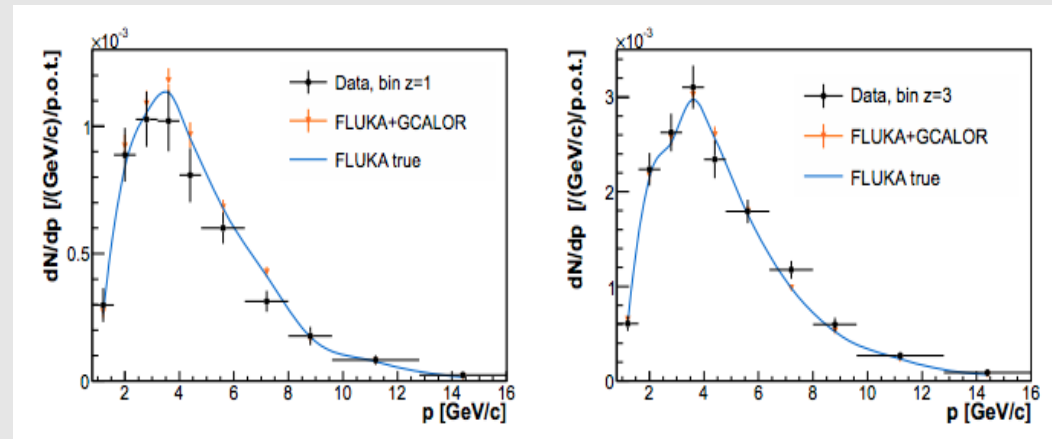 ×10⁻³
dN/dp [/(GeV/c)/p.o.t.]
1
0.5
0
Data, bin z=1
FLUKA+GCALOR
FLUKA true
2 4 6 8 10 12 14 16
p [GeV/c]
×10⁻³
dN/dp [/(GeV/c)/p.o.t.]
3
2
1
0
Data, bin z=3
FLUKA+GCALOR
FLUKA true
2 4 6 8 10 12 14 16
p [GeV/c]